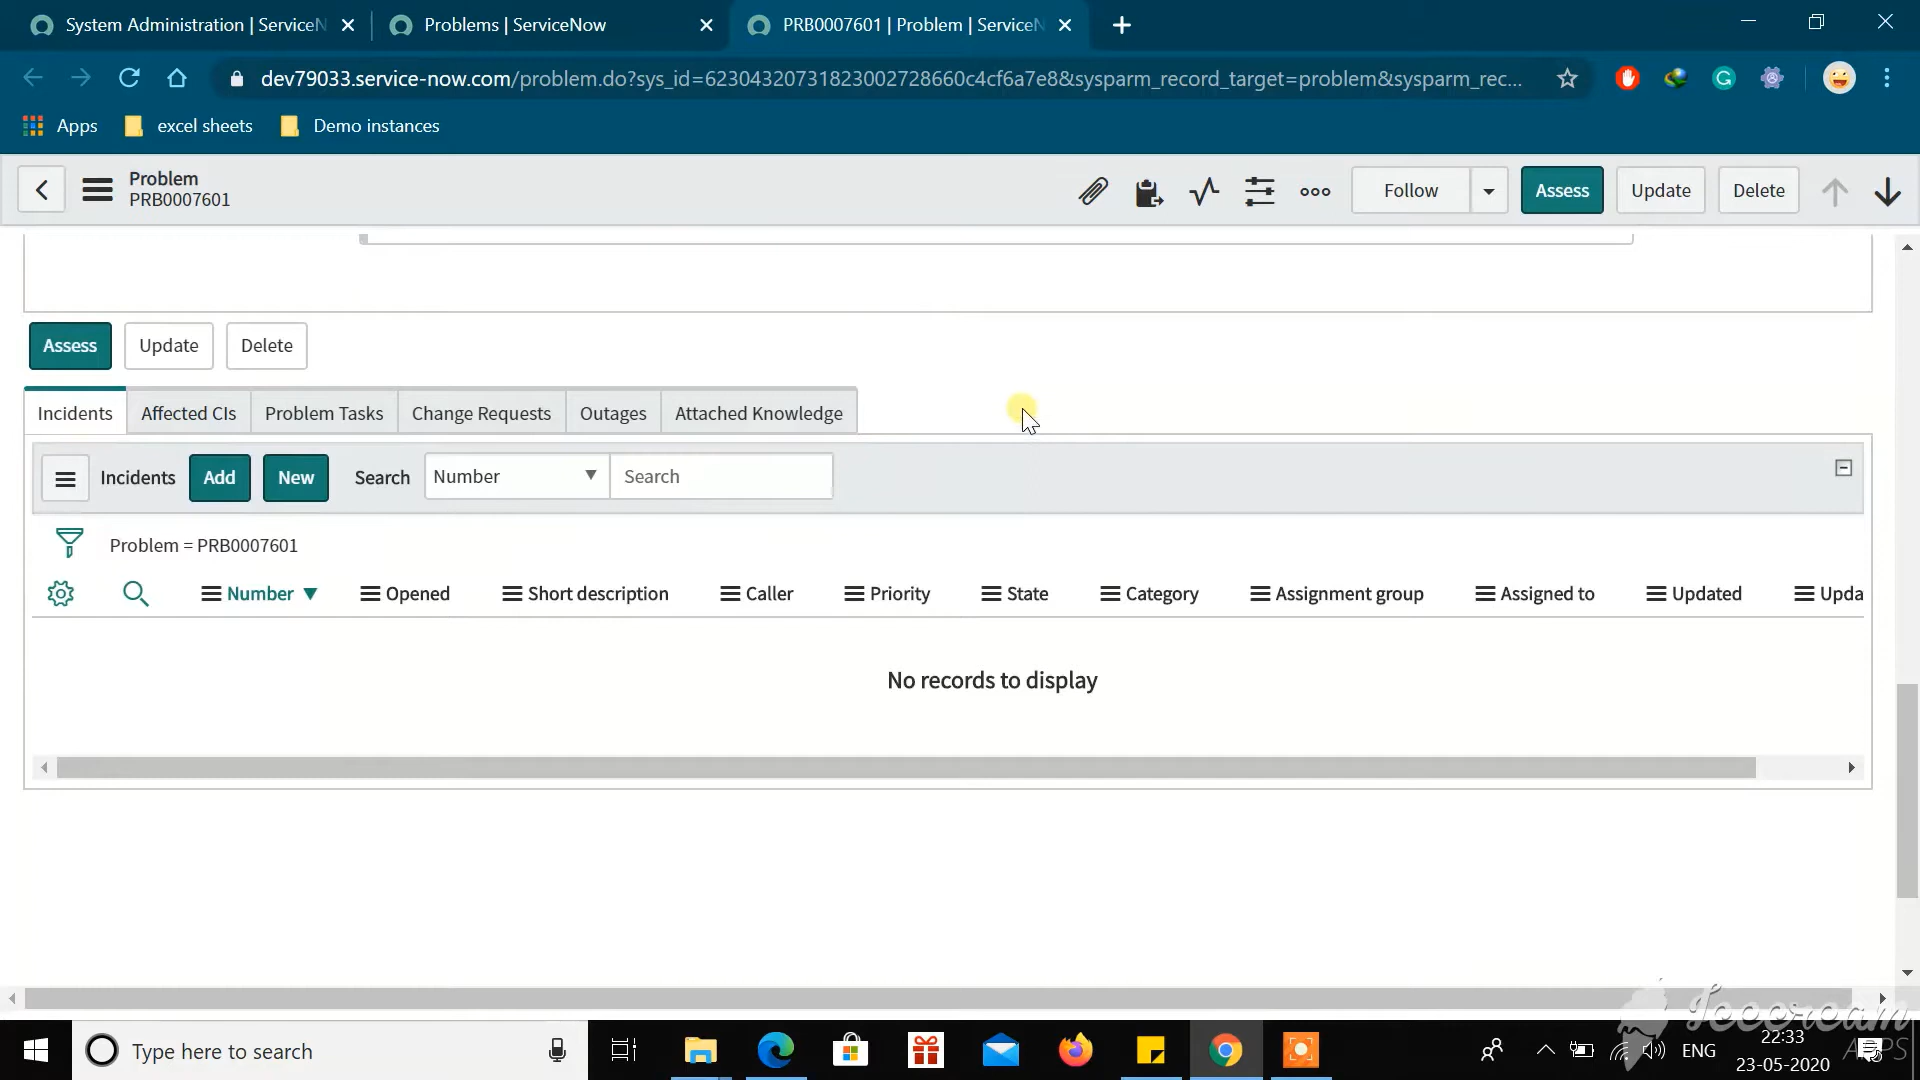 System Administration | ServiceN
Problems | ServiceNow
PRB0007601 | Problem | ServiceN
dev79033.service-now.com/problem.do?sys_id=62304320731823002728660c4cf6a7e8&sysparm_record_target=problem&sysparm_rec...
Apps
excel sheets
Demo instances
Problem
PRB0007601
Follow
Assess
Update
Delete
Assess
Update
Delete
Incidents
Affected CIs
Problem Tasks
Change Requests
Outages
Attached Knowledge
Incidents
Add
New
Search
Number
Search
Problem = PRB0007601
Number
Opened
Short description
Caller
Priority
State
Category
Assignment group
Assigned to
Updated
Upda
No records to display
Icecream
APPS
Type here to search
ENG
22:33
23-05-2020